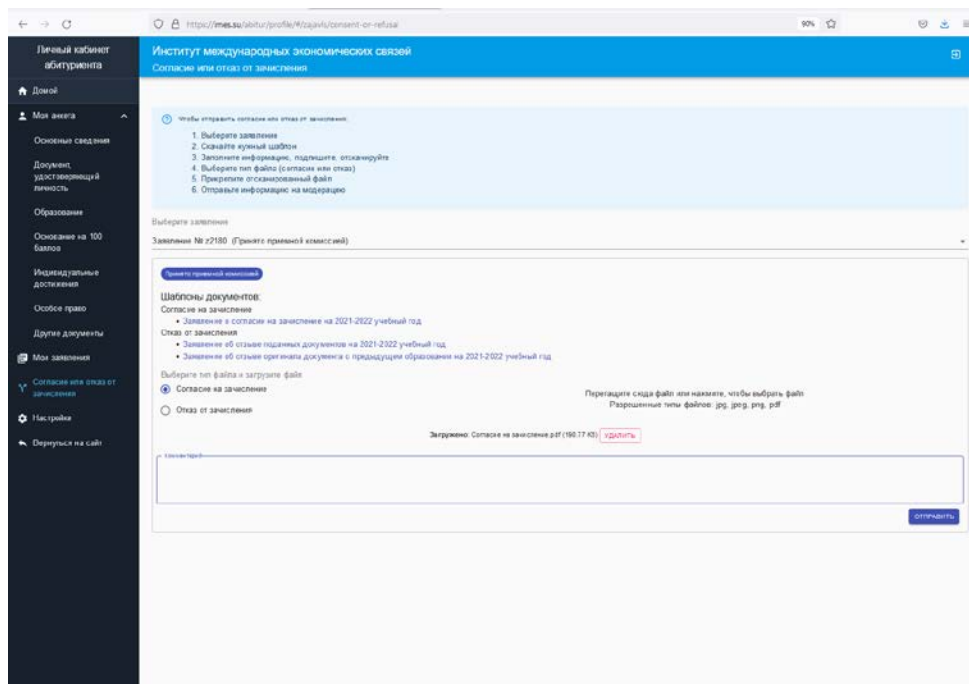 https://imes.su/abitur/profile/#/zajavls/consent-or-refusal
90%
Личный кабинет
абитуриента
Домой
Моя анкета
Основные сведения
Документ,
удостоверяющий
личность
Образование
Основание на 100
баллов
Индивидуальные
достижения
Особое право
Другие документы
Мои заявления
Согласие или отказ от
зачисления
Настройки
Вернуться на сайт
Институт международных экономических связей
Согласие или отказ от зачисления
Чтобы отправить согласие или отказ от зачисления:
1. Выберите заявление
2. Скачайте нужный шаблон
3. Заполните информацию, подпишите, отсканируйте
4. Выберите тип файла (согласие или отказ)
5. Прикрепите отсканированный файл
6. Отправьте информацию на модерацию
Выберите заявление
Заявление № z2180 (Принято приемной комиссией)
Принято приемной комиссией
Шаблоны документов:
Согласие на зачисление
• Заявление о согласии на зачисление на 2021-2022 учебный год
Отказ от зачисления
• Заявление об отзыве поданных документов на 2021-2022 учебный год
• Заявление об отзыве оригинала документа о предыдущем образовании на 2021-2022 учебный год
Выберите тип файла и загрузите файл
Согласие на зачисление
Отказ от зачисления
Перетащите сюда файл или нажмите, чтобы выбрать файл
Разрешенные типы файлов: jpg, jpeg, png, pdf
Загружено: Согласие на зачисление.pdf (190.77 KB) УДАЛИТЬ
Комментарий
ОТПРАВИТЬ